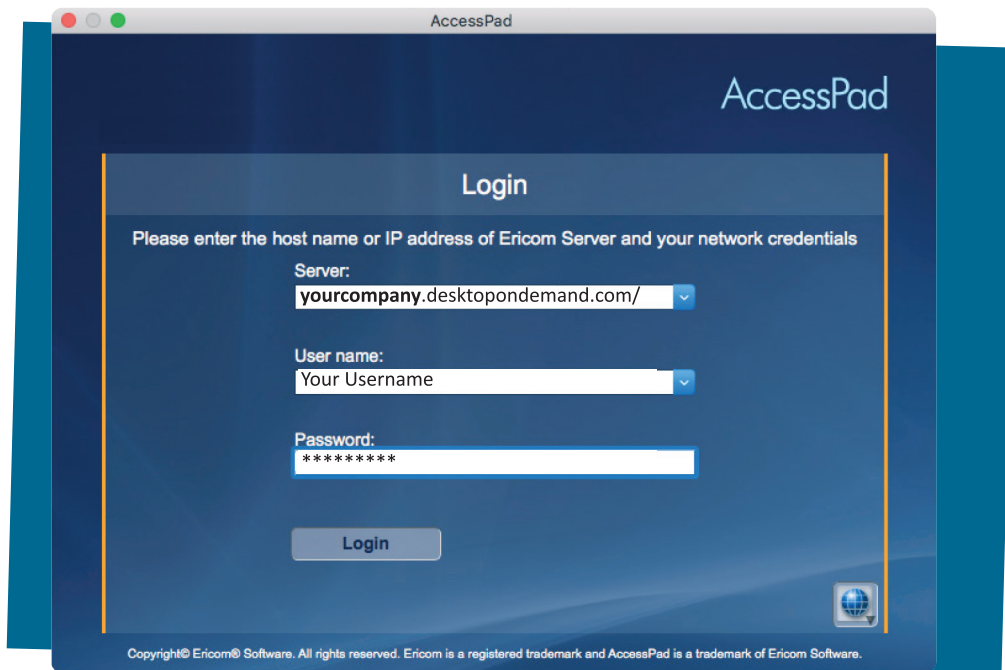 AccessPad
AccessPad
Login
Please enter the host name or IP address of Ericom Server and your network credentials
Server:
yourcompany.desktopondemand.com/
User name:
Your Username
Password:
*********
Login
Copyright© Ericom® Software. All rights reserved. Ericom is a registered trademark and AccessPad is a trademark of Ericom Software.